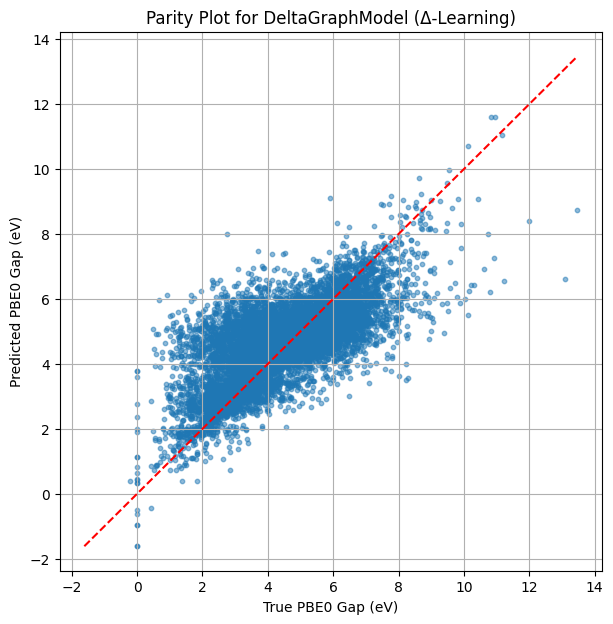 Parity Plot for DeltaGraphModel (Δ-Learning)
14
12
10
8
6
4
2
0
−2
Predicted PBE0 Gap (eV)
−2 0 2 4 6 8 10 12 14
True PBE0 Gap (eV)